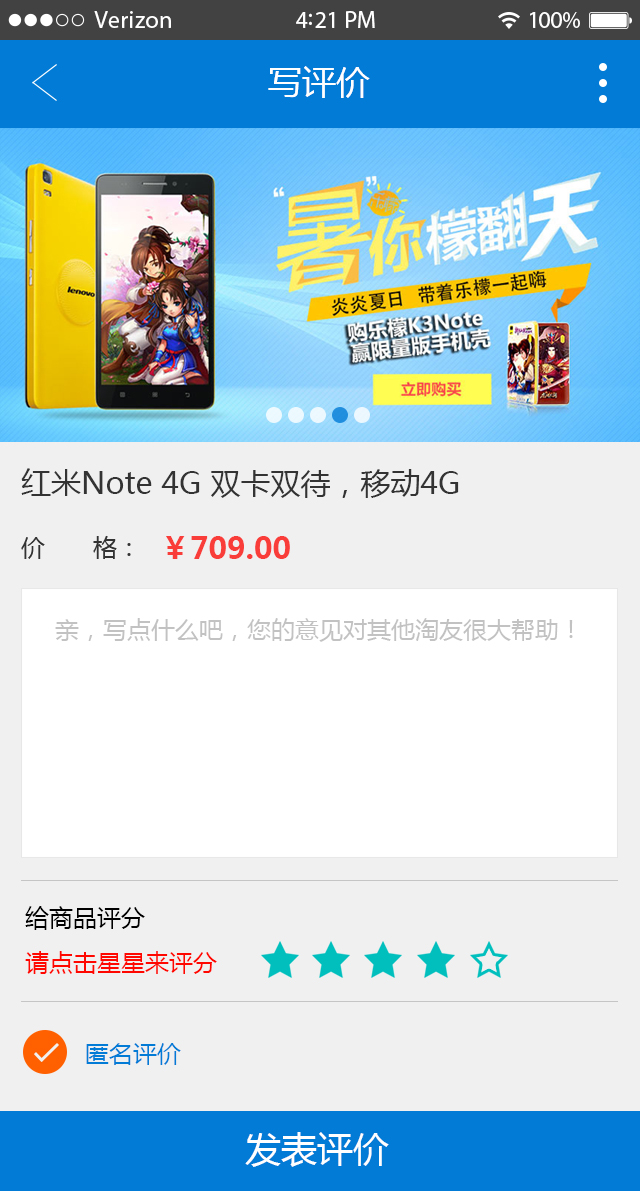 Verizon 4:21 PM 100%
写评价
“暑”你檬翻天
炎炎夏日 带着乐檬一起嗨
购乐檬K3Note
赢限量版手机壳
立即购买
lenovo
红米Note 4G 双卡双待，移动4G
价 格： ￥709.00
亲，写点什么吧，您的意见对其他淘友很大帮助！
给商品评分
请点击星星来评分
匿名评价
发表评价